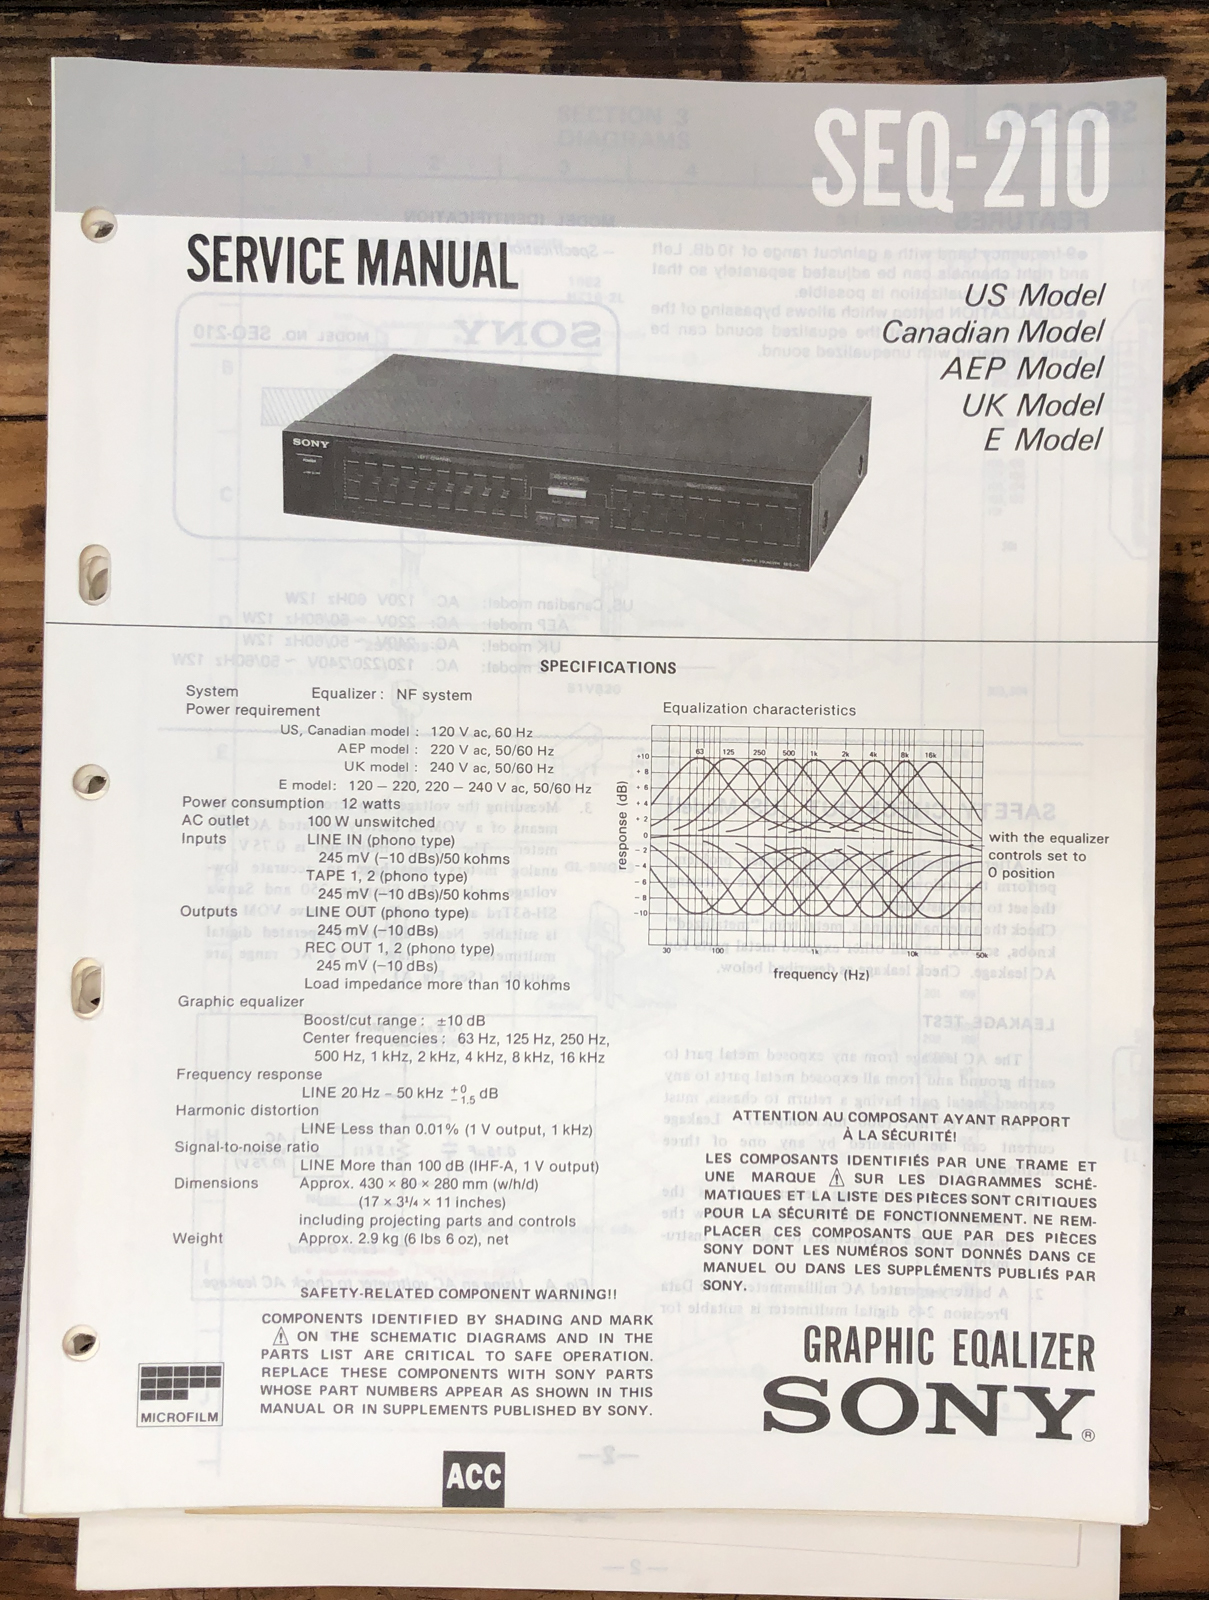 SEQ-210
SERVICE MANUAL
US Model
Canadian Model
AEP Model
UK Model
E Model
SONY
SPECIFICATIONS
System Equalizer : NF system
Power requirement
US, Canadian model : 120 V ac, 60 Hz
AEP model : 220 V ac, 50/60 Hz
UK model : 240 V ac, 50/60 Hz
E model: 120 – 220, 220 – 240 V ac, 50/60 Hz
Power consumption 12 watts
AC outlet 100 W unswitched
Inputs LINE IN (phono type)
245 mV (−10 dBs)/50 kohms
TAPE 1, 2 (phono type)
245 mV (−10 dBs)/50 kohms
Outputs LINE OUT (phono type)
245 mV (−10 dBs)
REC OUT 1, 2 (phono type)
245 mV (−10 dBs)
Load impedance more than 10 kohms
Graphic equalizer
Boost/cut range : ±10 dB
Center frequencies : 63 Hz, 125 Hz, 250 Hz,
500 Hz, 1 kHz, 2 kHz, 4 kHz, 8 kHz, 16 kHz
Frequency response
LINE 20 Hz – 50 kHz +0 −1.5 dB
Harmonic distortion
LINE Less than 0.01% (1 V output, 1 kHz)
Signal-to-noise ratio
LINE More than 100 dB (IHF-A, 1 V output)
Dimensions Approx. 430 × 80 × 280 mm (w/h/d)
(17 × 3 1/4 × 11 inches)
including projecting parts and controls
Weight Approx. 2.9 kg (6 lbs 6 oz), net
SAFETY-RELATED COMPONENT WARNING!!
COMPONENTS IDENTIFIED BY SHADING AND MARK
⚠ ON THE SCHEMATIC DIAGRAMS AND IN THE
PARTS LIST ARE CRITICAL TO SAFE OPERATION.
REPLACE THESE COMPONENTS WITH SONY PARTS
WHOSE PART NUMBERS APPEAR AS SHOWN IN THIS
MANUAL OR IN SUPPLEMENTS PUBLISHED BY SONY.
MICROFILM
ACC
Equalization characteristics
63 125 250 500 1k 2k 4k 8k 16k
+10
+8
+6
+4
+2
0
−2
−4
−6
−8
−10
response (dB)
30 100 1k 10k 50k
frequency (Hz)
with the equalizer
controls set to
0 position
ATTENTION AU COMPOSANT AYANT RAPPORT
À LA SÉCURITÉ!
LES COMPOSANTS IDENTIFIÉS PAR UNE TRAME ET
UNE MARQUE ⚠ SUR LES DIAGRAMMES SCHÉ-
MATIQUES ET LA LISTE DES PIÈCES SONT CRITIQUES
POUR LA SÉCURITÉ DE FONCTIONNEMENT. NE REM-
PLACER CES COMPOSANTS QUE PAR DES PIÈCES
SONY DONT LES NUMÉROS SONT DONNÉS DANS CE
MANUEL OU DANS LES SUPPLÉMENTS PUBLIÉS PAR
SONY.
GRAPHIC EQALIZER
SONY®